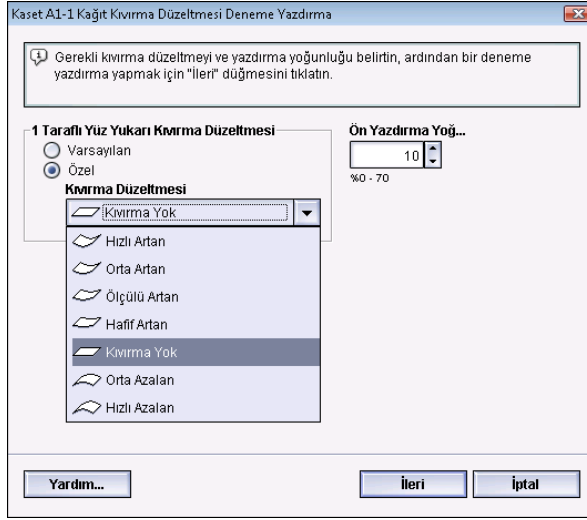 Kaset A1-1 Kağıt Kıvırma Düzeltmesi Deneme Yazdırma
Gerekli kıvırma düzeltmeyi ve yazdırma yoğunluğu belirtin, ardından bir deneme
yazdırma yapmak için "İleri" düğmesini tıklatın.
1 Taraflı Yüz Yukarı Kıvırma Düzeltmesi
Varsayılan
Özel
Kıvırma Düzeltmesi
Kıvırma Yok
Hızlı Artan
Orta Artan
Ölçülü Artan
Hafif Artan
Kıvırma Yok
Orta Azalan
Hızlı Azalan
Ön Yazdırma Yoğ...
10
%0 - 70
Yardım...
İleri
İptal